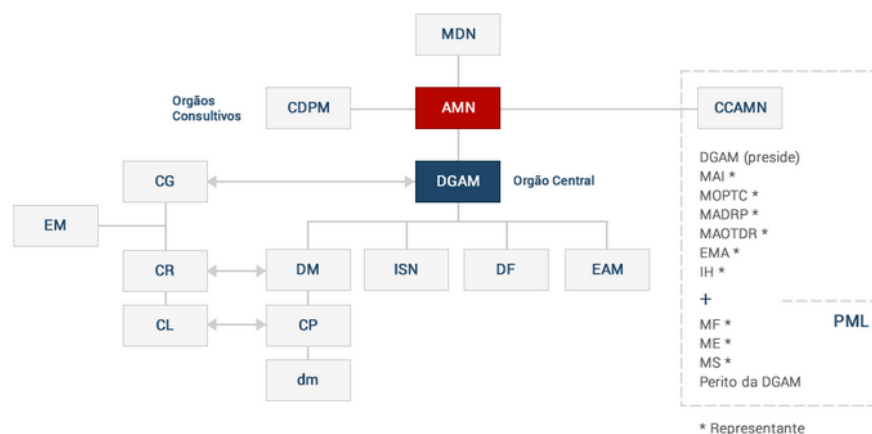 MDN
Orgãos
Consultivos
CDPM
AMN
CCAMN
CG
DGAM
Orgão Central
EM
CR
DM
ISN
DF
EAM
CL
CP
dm
DGAM (preside)
MAI *
MOPTC *
MADRP *
MAOTDR *
EMA *
IH *
+
MF *
PML
ME *
MS *
Perito da DGAM
* Representante